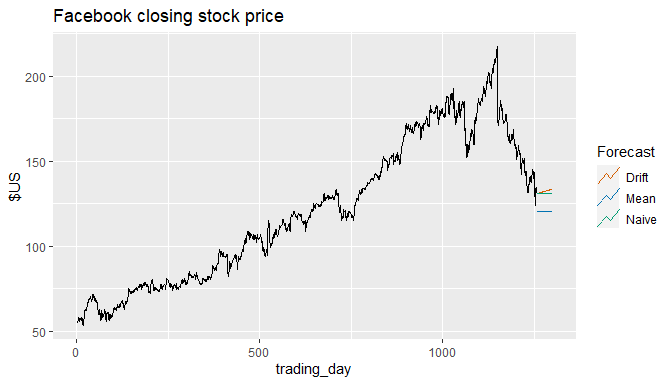 Facebook closing stock price
$US
200
150
100
50
0
500
1000
trading_day
Forecast
Drift
Mean
Naive